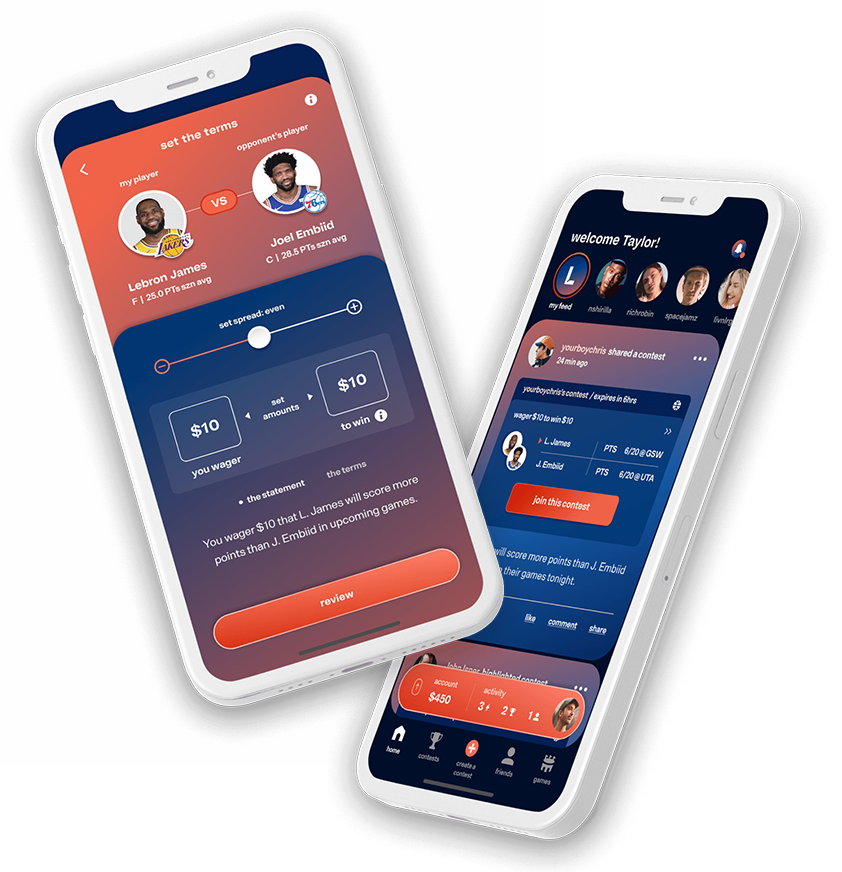 set the terms
my player
opponent's player
VS
LAKERS
76
Lebron James
F | 25.0 PTs szn avg
Joel Embiid
C | 28.5 PTs szn avg
set spread: even
$10
set
amounts
$10
you wager
to win
the statement
the terms
You wager $10 that L. James will score more
points than J. Embiid in upcoming games.
review
welcome Taylor!
L
my feed
nshirilla
richrobin
spacejamz
yourboychris shared a contest
24 min ago
yourboychris's contest / expires in 6hrs
wager $10 to win $10
L. James
PTS 6/20@GSW
J. Embiid
PTS 6/20@UTA
join this contest
will score more points than J. Embiid
their games tonight.
like
comment
share
highlighted contest
account
$450
activity
3
2
1
home
contests
create a
contest
friends
games